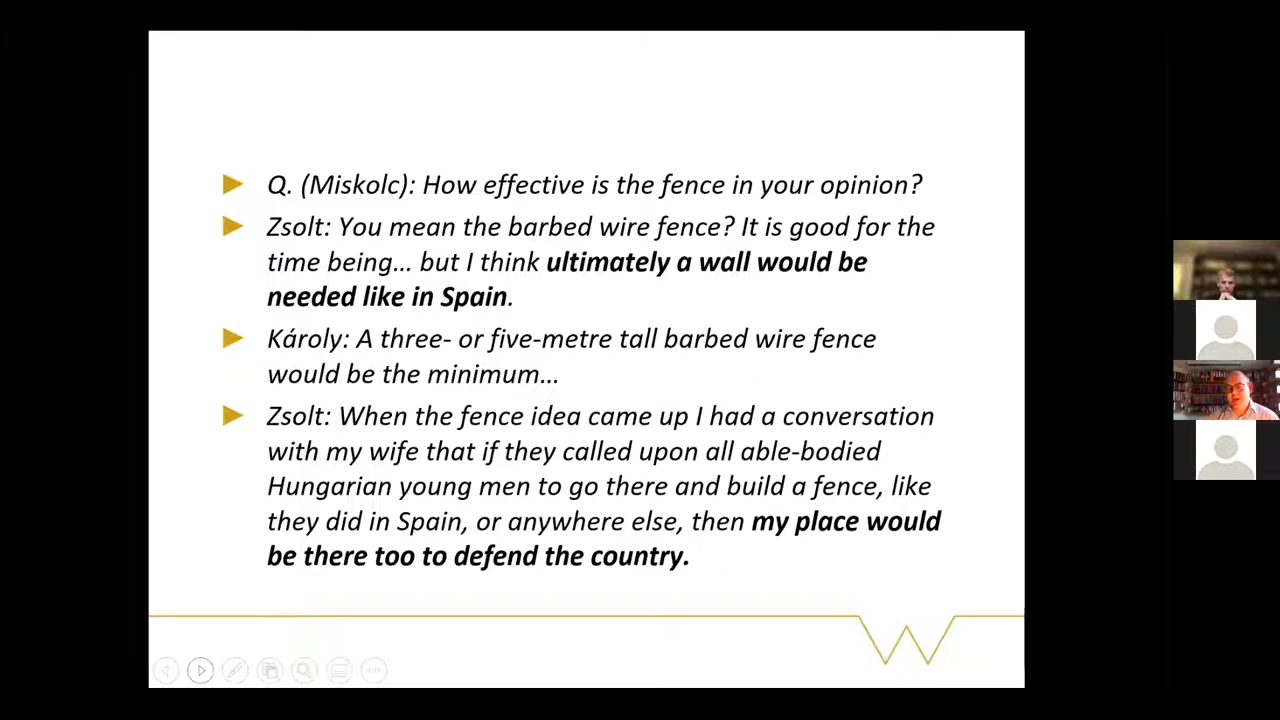 Q. (Miskolc): How effective is the fence in your opinion?
Zsolt: You mean the barbed wire fence? It is good for the
time being… but I think ultimately a wall would be
needed like in Spain.
Károly: A three- or five-metre tall barbed wire fence
would be the minimum…
Zsolt: When the fence idea came up I had a conversation
with my wife that if they called upon all able-bodied
Hungarian young men to go there and build a fence, like
they did in Spain, or anywhere else, then my place would
be there too to defend the country.